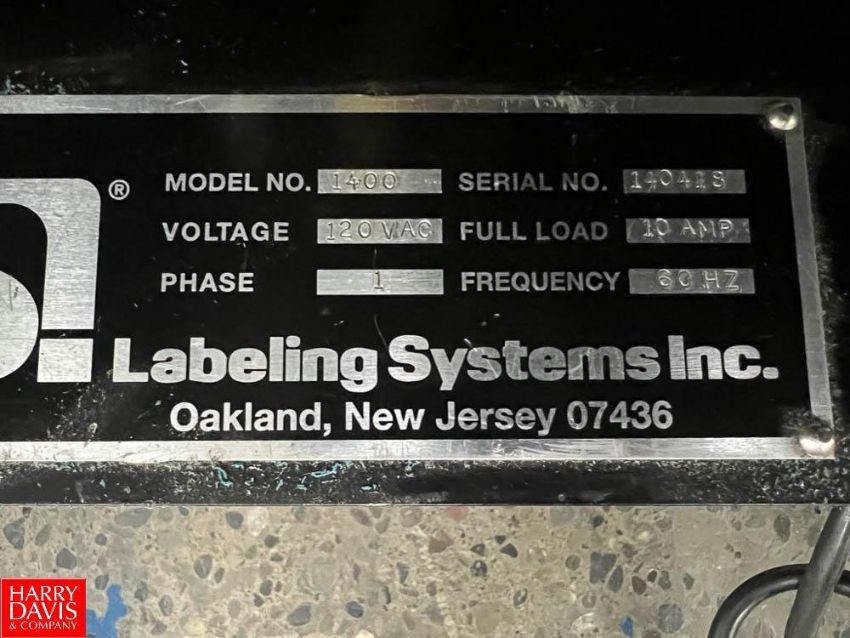 ® MODEL NO. 1400 SERIAL NO. 140418
VOLTAGE 120 VAC FULL LOAD 10 AMP
PHASE 1 FREQUENCY 60 HZ
Labeling Systems Inc.
Oakland, New Jersey 07436
HARRY
DAVIS
& COMPANY